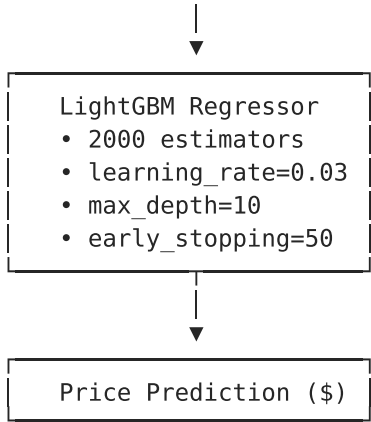 LightGBM Regressor
• 2000 estimators
• learning_rate=0.03
• max_depth=10
• early_stopping=50
Price Prediction ($)